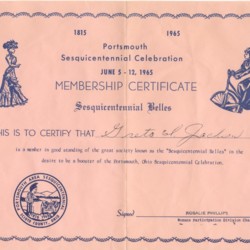 1815 1965
Portsmouth
Sesquicentennial Celebration
JUNE 5 - 12, 1965
MEMBERSHIP CERTIFICATE
Sesquicentennial Belles
THIS IS TO CERTIFY THAT
is a member in good standing of the great society known as the "Sesquicentennial Belles" in the
desire to be a booster of the Portsmouth, Ohio Sesquicentennial Celebration.
Signed
ROSALIE PHILLIPS